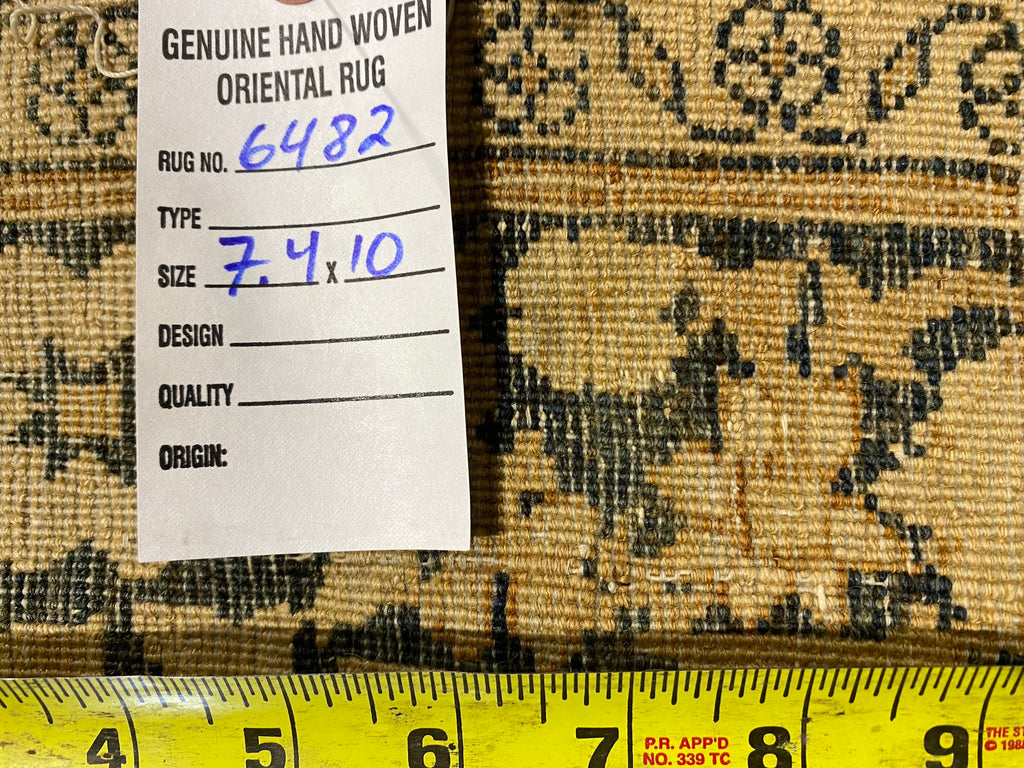 GENUINE HAND WOVEN
ORIENTAL RUG
RUG NO. 6482
TYPE
SIZE 7.4 x 10
DESIGN
QUALITY
ORIGIN:
4 5 6 7 P.R. APP'D 8 9 THE
NO. 339 TC